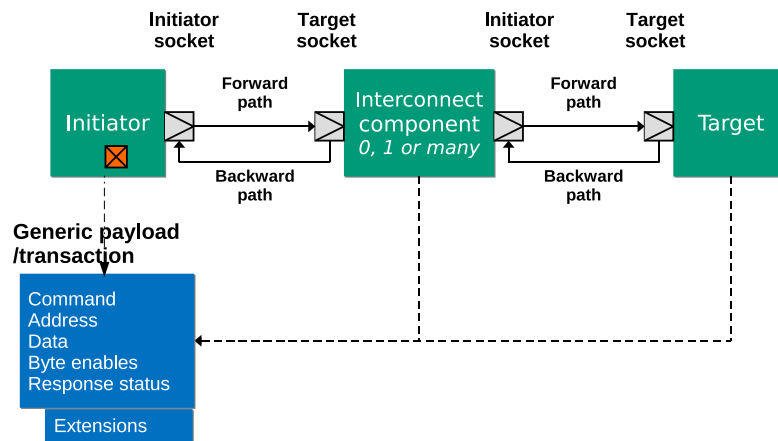 Initiator
socket
Target
socket
Initiator
socket
Target
socket
Initiator
Forward
path
Backward
path
Interconnect
component
0, 1 or many
Forward
path
Backward
path
Target
Generic payload
/transaction
Command
Address
Data
Byte enables
Response status
Extensions